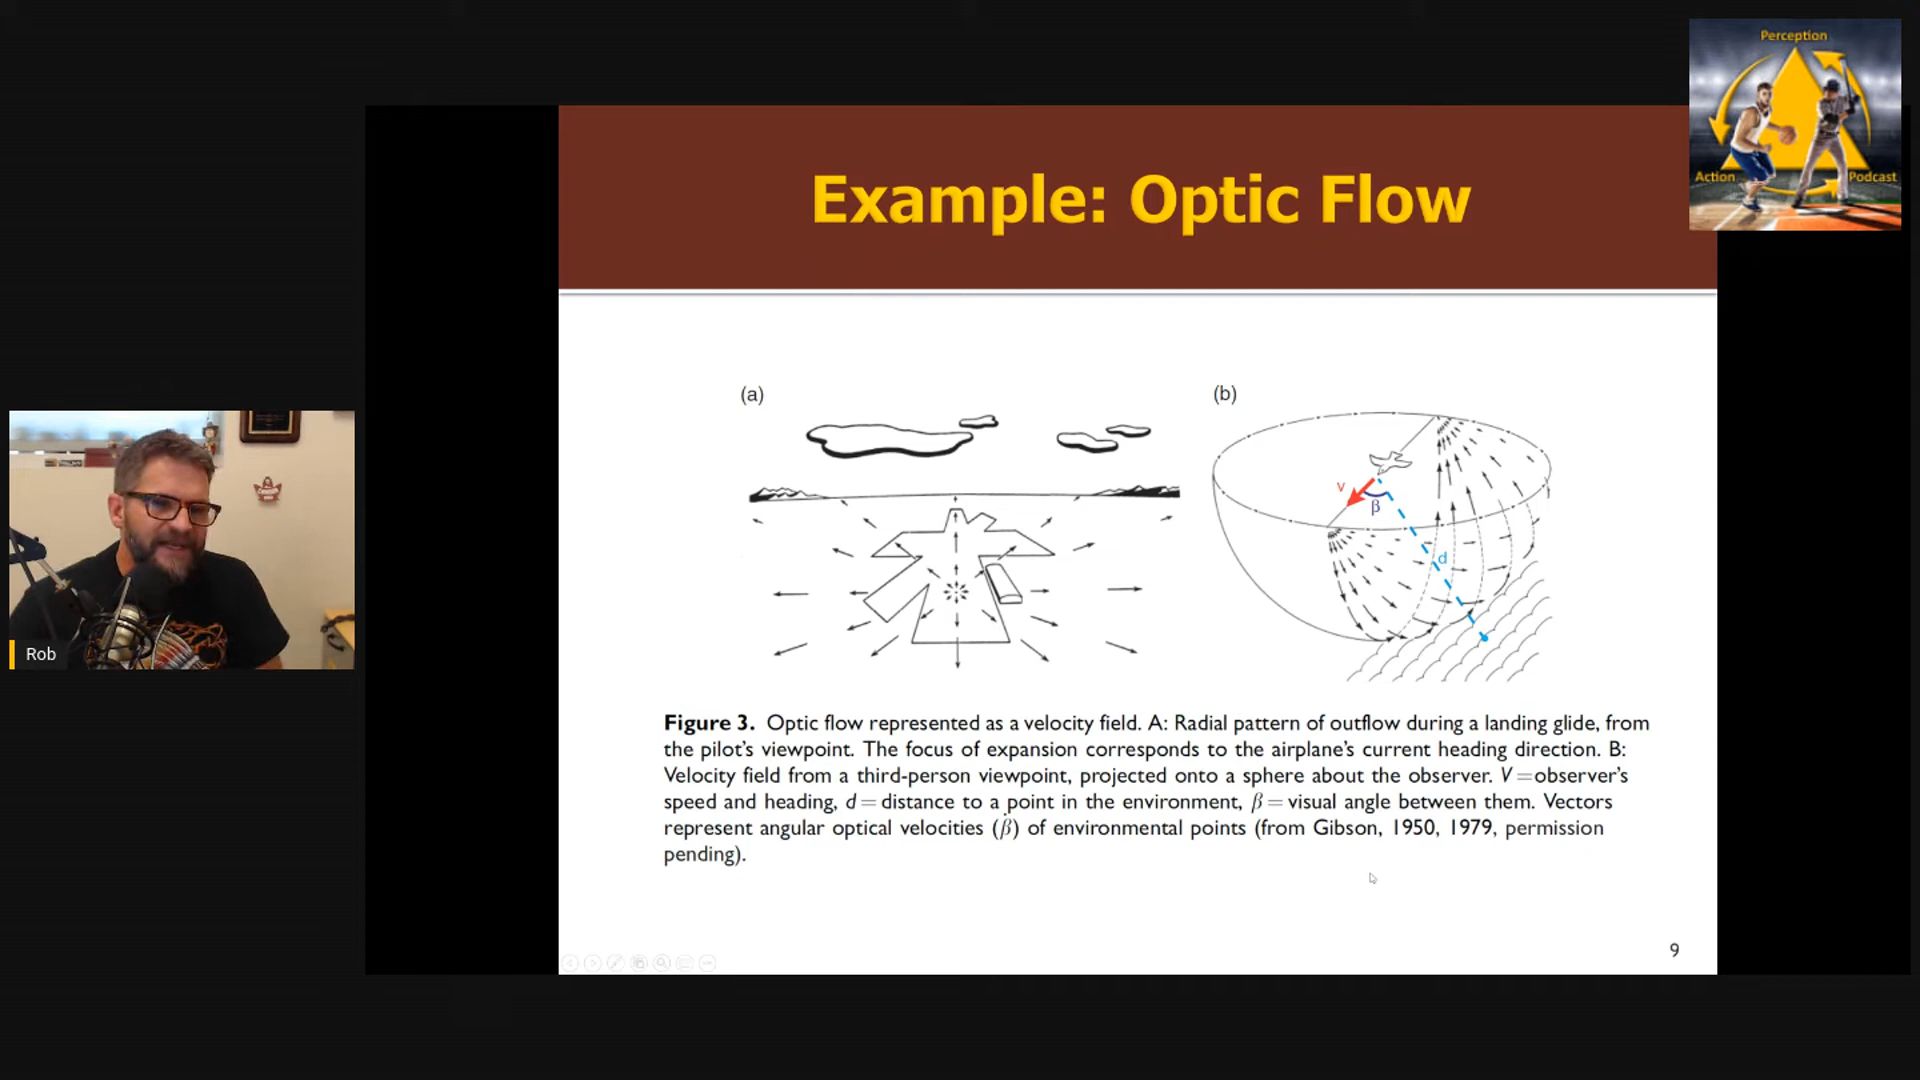 Perception
Action
Podcast
Example: Optic Flow
(a)
(b)
V
β
d
Figure 3. Optic flow represented as a velocity field. A: Radial pattern of outflow during a landing glide, from
the pilot’s viewpoint. The focus of expansion corresponds to the airplane’s current heading direction. B:
Velocity field from a third-person viewpoint, projected onto a sphere about the observer. V=observer’s
speed and heading, d=distance to a point in the environment, β=visual angle between them. Vectors
represent angular optical velocities (β̇) of environmental points (from Gibson, 1950, 1979, permission
pending).
Rob
9